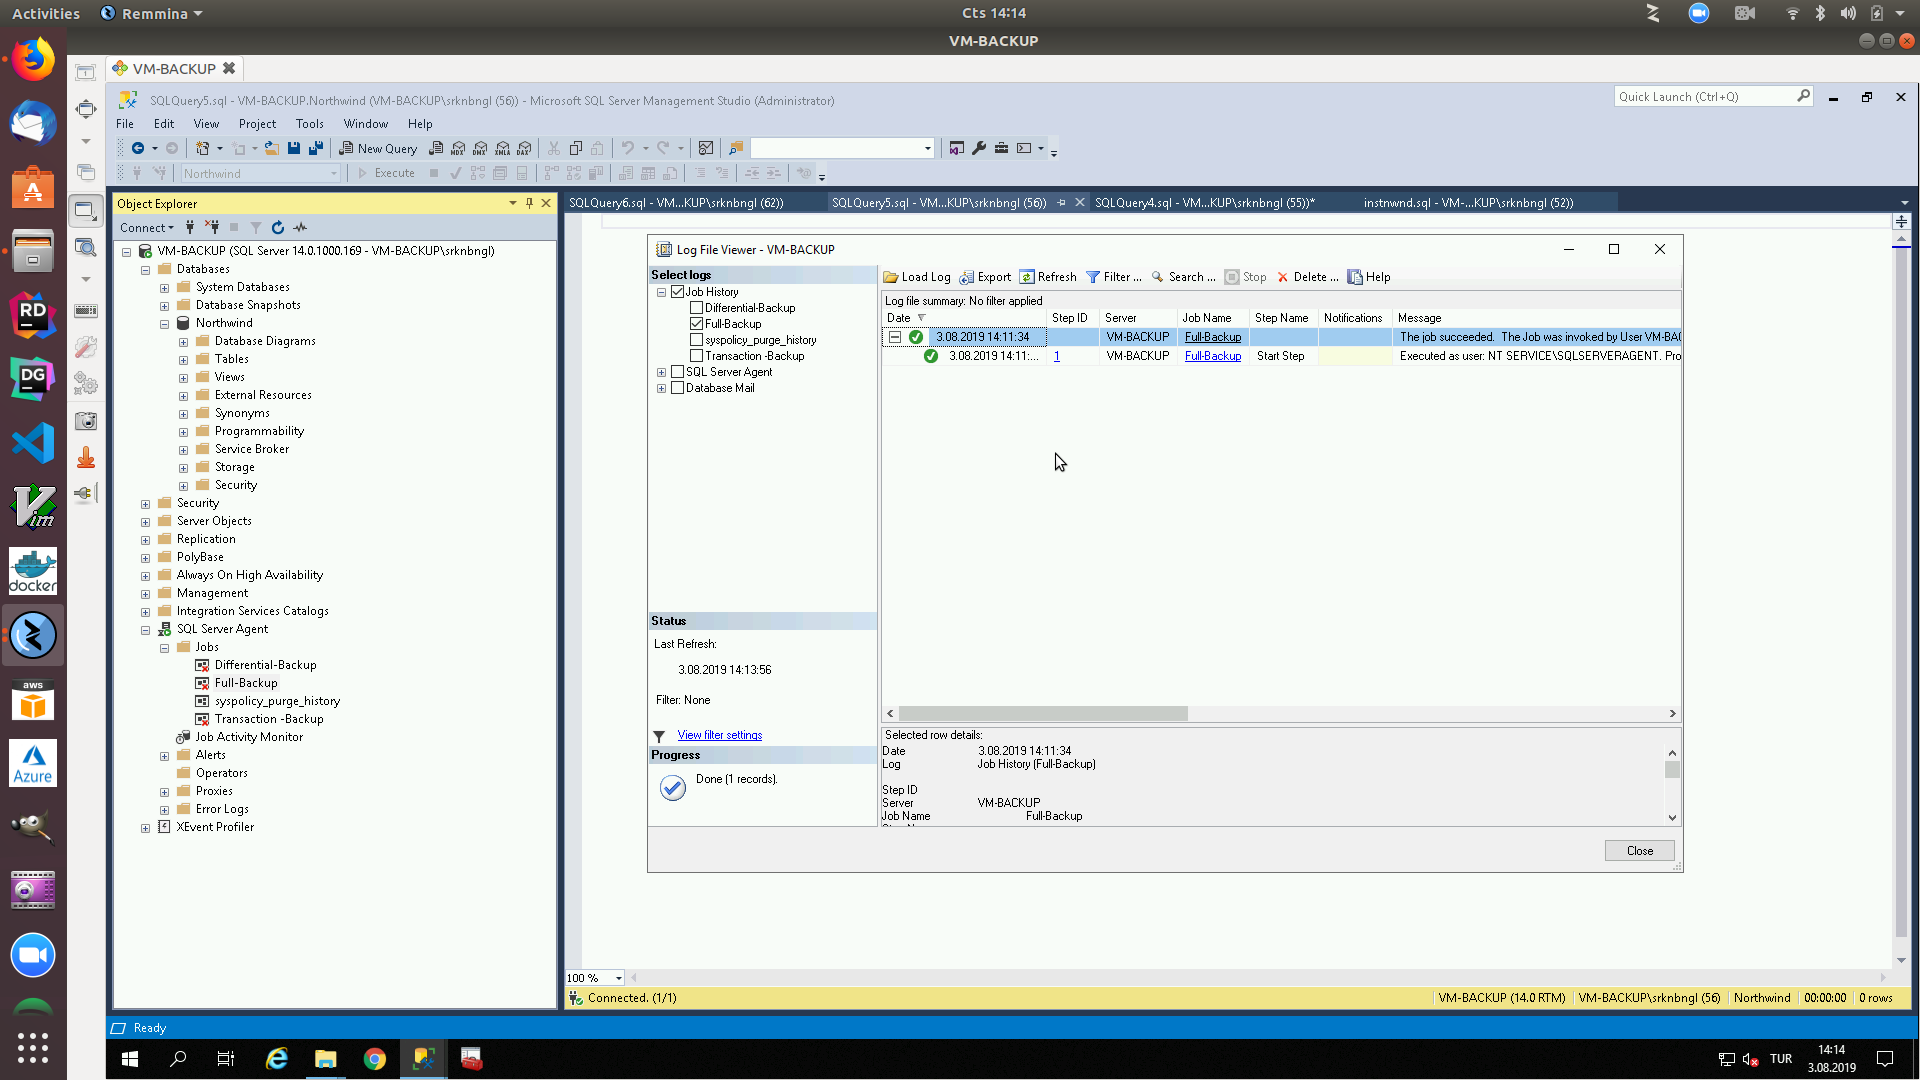 Activities
Remmina
Cts 14:14
VM-BACKUP
VM-BACKUP
SQLQuery5.sql - VM-BACKUP.Northwind (VM-BACKUP\srknbngl (56)) - Microsoft SQL Server Management Studio (Administrator)
Quick Launch (Ctrl+Q)
File Edit View Project Tools Window Help
New Query
MDX DMX XMLA DAX
Northwind
Execute
Object Explorer
SQLQuery6.sql - VM...KUP\srknbngl (62))
SQLQuery5.sql - VM...KUP\srknbngl (56))
SQLQuery4.sql - VM...KUP\srknbngl (55))*
instnwnd.sql - VM-...KUP\srknbngl (52))
Connect
VM-BACKUP (SQL Server 14.0.1000.169 - VM-BACKUP\srknbngl)
Databases
System Databases
Database Snapshots
Northwind
Database Diagrams
Tables
Views
External Resources
Synonyms
Programmability
Service Broker
Storage
Security
Security
Server Objects
Replication
PolyBase
Always On High Availability
Management
Integration Services Catalogs
SQL Server Agent
Jobs
Differential-Backup
Full-Backup
syspolicy_purge_history
Transaction -Backup
Job Activity Monitor
Alerts
Operators
Proxies
Error Logs
XEvent Profiler
Log File Viewer - VM-BACKUP
Select logs
Job History
Differential-Backup
Full-Backup
syspolicy_purge_history
Transaction -Backup
SQL Server Agent
Database Mail
Status
Last Refresh:
3.08.2019 14:13:56
Filter: None
View filter settings
Progress
Done (1 records).
Load Log Export Refresh Filter ... Search ... Stop Delete ... Help
Log file summary: No filter applied
Date Step ID Server Job Name Step Name Notifications Message
3.08.2019 14:11:34 VM-BACKUP Full-Backup The job succeeded. The Job was invoked by User VM-BA
3.08.2019 14:11:... 1 VM-BACKUP Full-Backup Start Step Executed as user: NT SERVICE\SQLSERVERAGENT. Pro
Selected row details:
Date 3.08.2019 14:11:34
Log Job History (Full-Backup)
Step ID
Server VM-BACKUP
Job Name Full-Backup
Close
100 %
Connected. (1/1)
VM-BACKUP (14.0 RTM) VM-BACKUP\srknbngl (56) Northwind 00:00:00 0 rows
Ready
TUR
14:14
3.08.2019
RD
DG
Vim
docker
aws
Azure